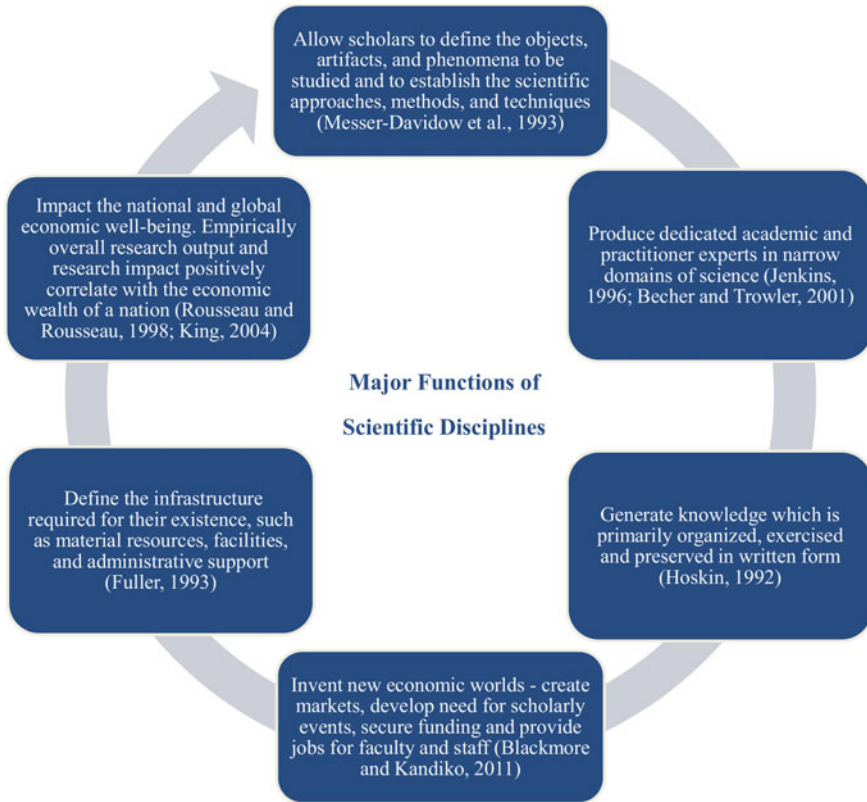 Allow scholars to define the objects,
artifacts, and phenomena to be
studied and to establish the scientific
approaches, methods, and techniques
(Messer-Davidow et al., 1993)
Produce dedicated academic and
practitioner experts in narrow
domains of science (Jenkins,
1996; Becher and Trowler, 2001)
Generate knowledge which is
primarily organized, exercised
and preserved in written form
(Hoskin, 1992)
Invent new economic worlds - create
markets, develop need for scholarly
events, secure funding and provide
jobs for faculty and staff (Blackmore
and Kandiko, 2011)
Define the infrastructure
required for their existence, such
as material resources, facilities,
and administrative support
(Fuller, 1993)
Impact the national and global
economic well-being. Empirically
overall research output and
research impact positively
correlate with the economic
wealth of a nation (Rousseau and
Rousseau, 1998; King, 2004)
Major Functions of
Scientific Disciplines